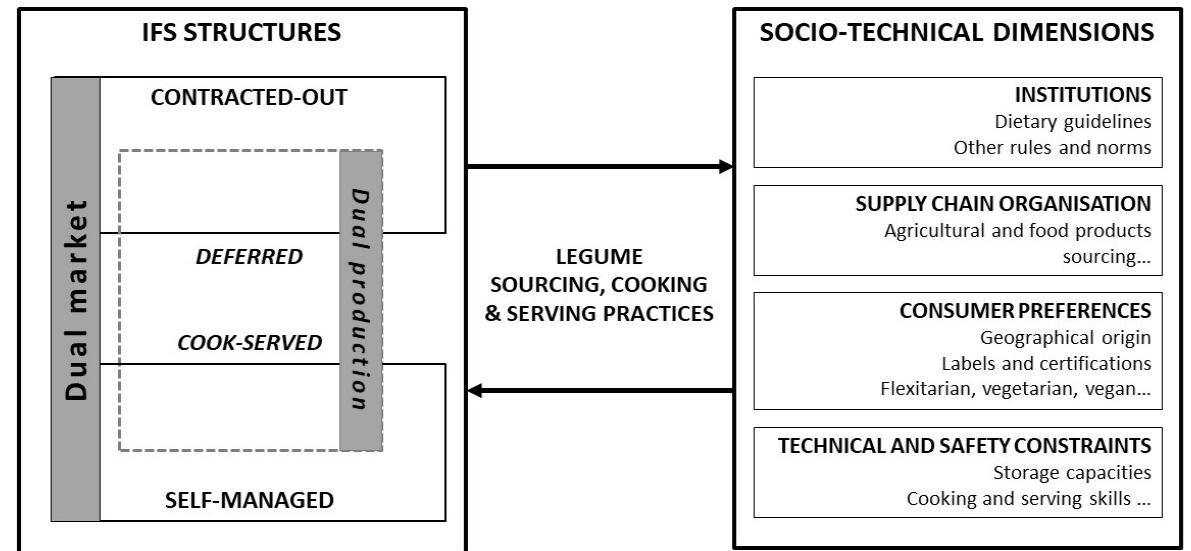 IFS STRUCTURES
CONTRACTED-OUT
Dual market
Dual production
DEFERRED
COOK-SERVED
SELF-MANAGED
LEGUME
SOURCING, COOKING
& SERVING PRACTICES
SOCIO-TECHNICAL DIMENSIONS
INSTITUTIONS
Dietary guidelines
Other rules and norms
SUPPLY CHAIN ORGANISATION
Agricultural and food products
sourcing...
CONSUMER PREFERENCES
Geographical origin
Labels and certifications
Flexitarian, vegetarian, vegan...
TECHNICAL AND SAFETY CONSTRAINTS
Storage capacities
Cooking and serving skills ...